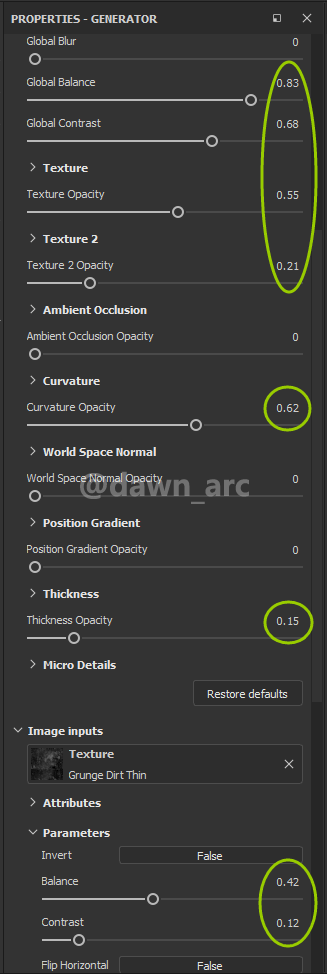 PROPERTIES - GENERATOR
Global Blur 0
Global Balance 0.83
Global Contrast 0.68
Texture
Texture Opacity 0.55
Texture 2
Texture 2 Opacity 0.21
Ambient Occlusion
Ambient Occlusion Opacity 0
Curvature
Curvature Opacity 0.62
World Space Normal
World Space Normal Opacity 0
@dawn_arc
Position Gradient
Position Gradient Opacity 0
Thickness
Thickness Opacity 0.15
Micro Details
Restore defaults
Image inputs
Texture
Grunge Dirt Thin
Attributes
Parameters
Invert False
Balance 0.42
Contrast 0.12
Flip Horizontal False